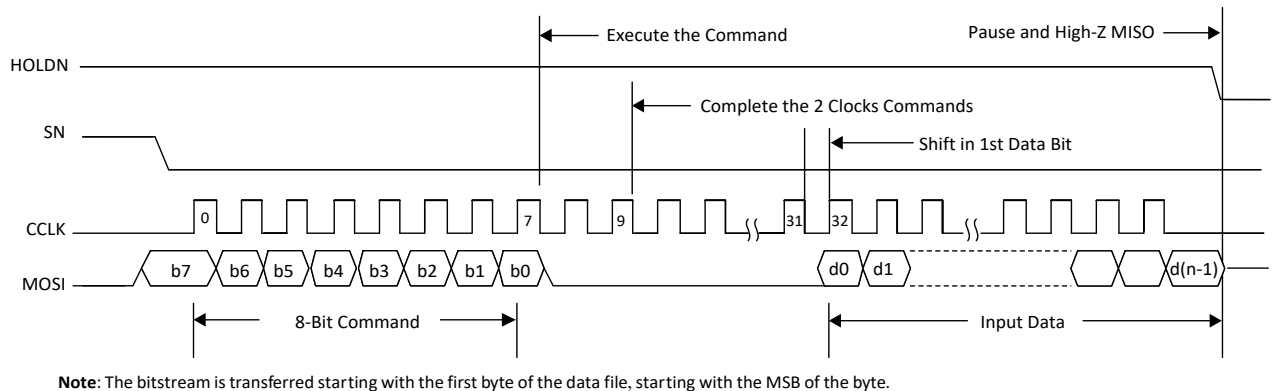 Execute the Command
Pause and High-Z MISO
HOLDN
Complete the 2 Clocks Commands
SN
Shift in 1st Data Bit
0 7 9 31 32
CCLK
b7 b6 b5 b4 b3 b2 b1 b0 d0 d1 d(n-1)
MOSI
8-Bit Command
Input Data
Note: The bitstream is transferred starting with the first byte of the data file, starting with the MSB of the byte.